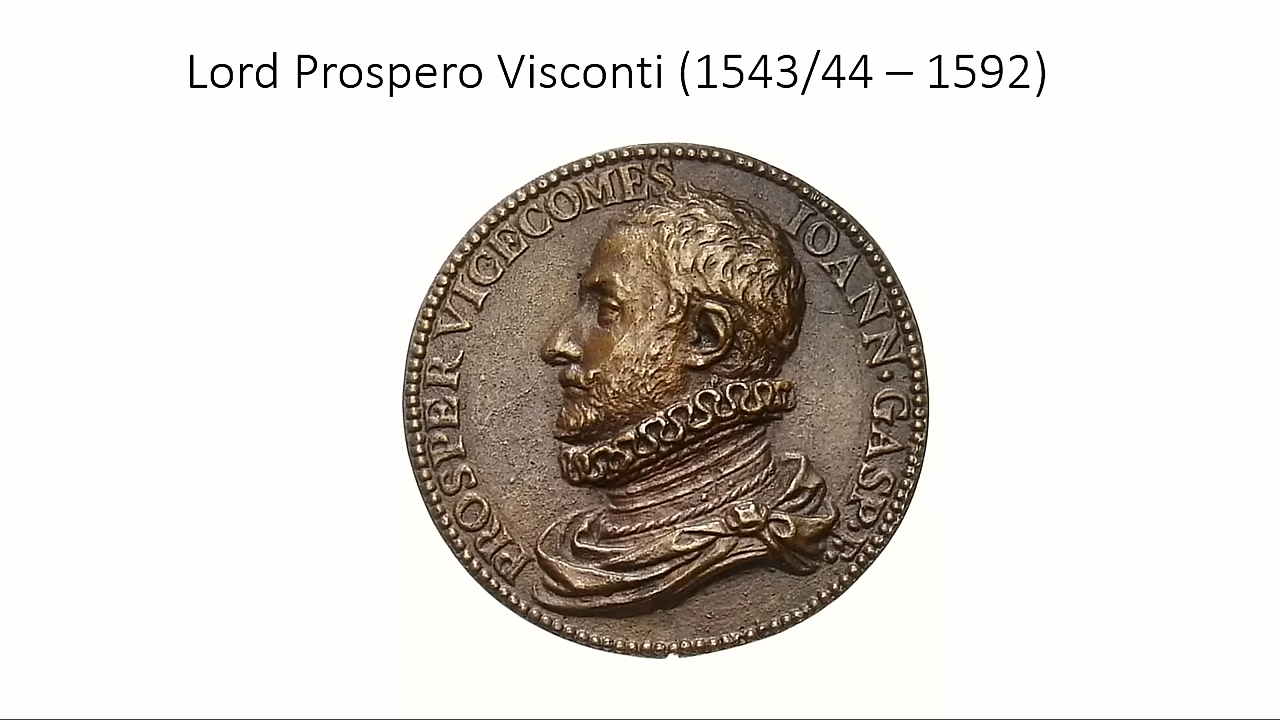 Lord Prospero Visconti (1543/44 – 1592)
PROSPER VICECOMES IOANN·GASP·F·